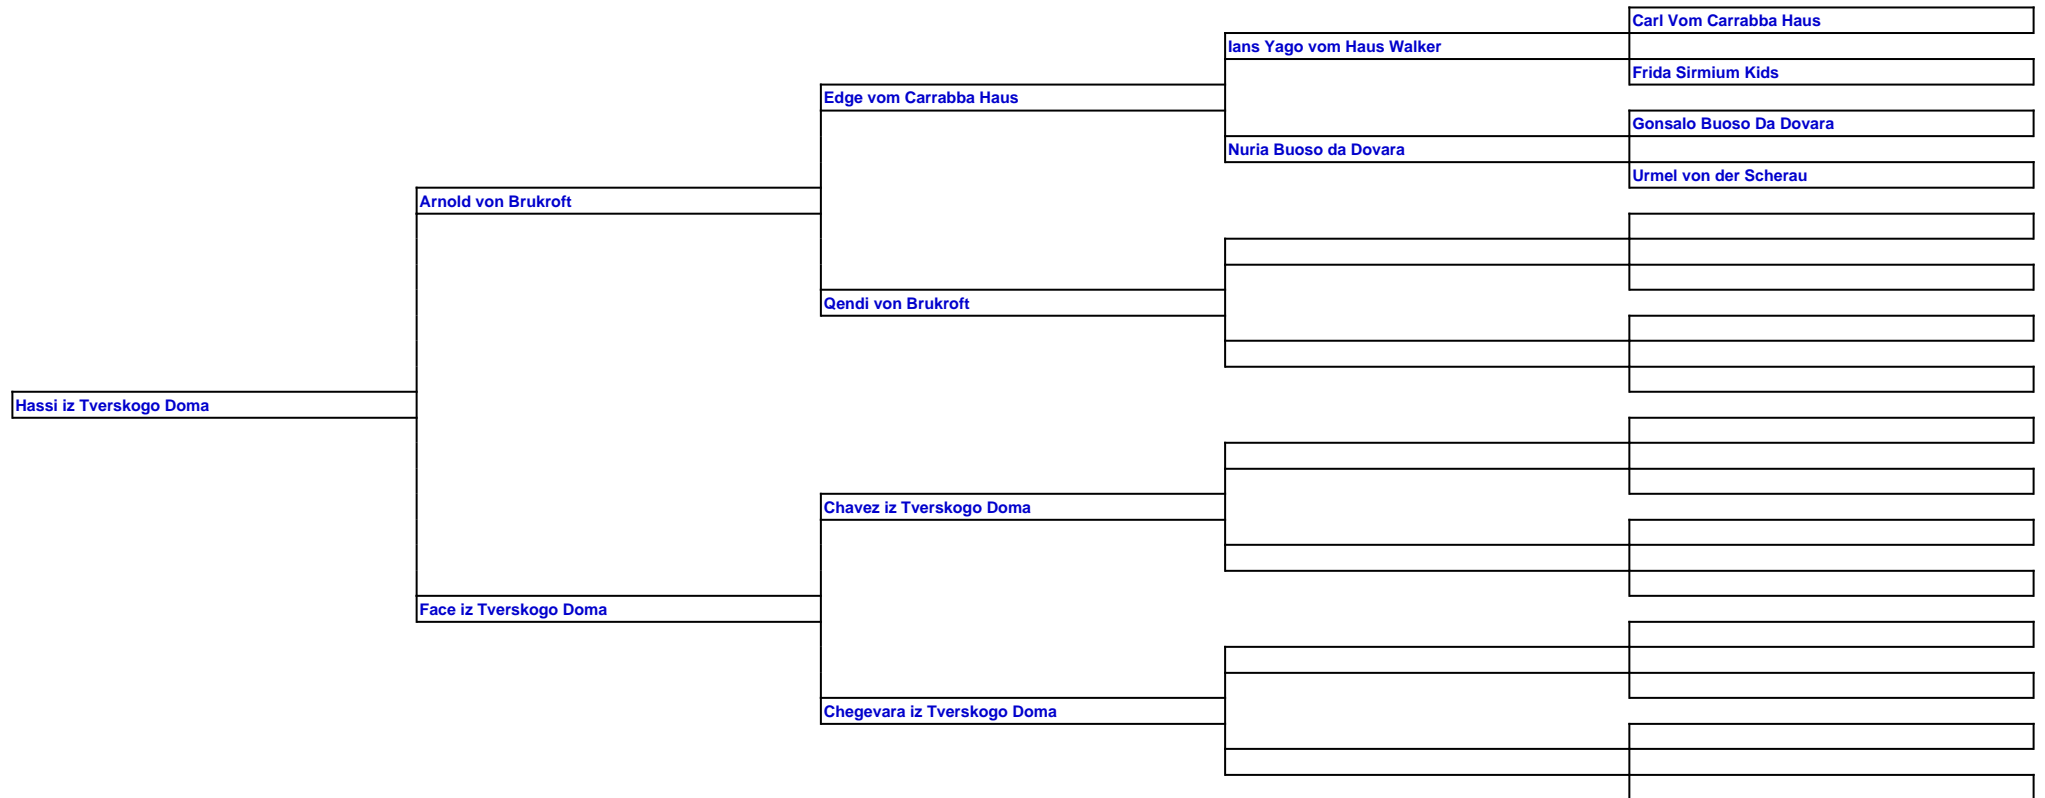 Carl Vom Carrabba Haus
Ians Yago vom Haus Walker
Frida Sirmium Kids
Edge vom Carrabba Haus
Gonsalo Buoso Da Dovara
Nuria Buoso da Dovara
Urmel von der Scherau
Arnold von Brukroft
Qendi von Brukroft
Hassi iz Tverskogo Doma
Chavez iz Tverskogo Doma
Face iz Tverskogo Doma
Chegevara iz Tverskogo Doma